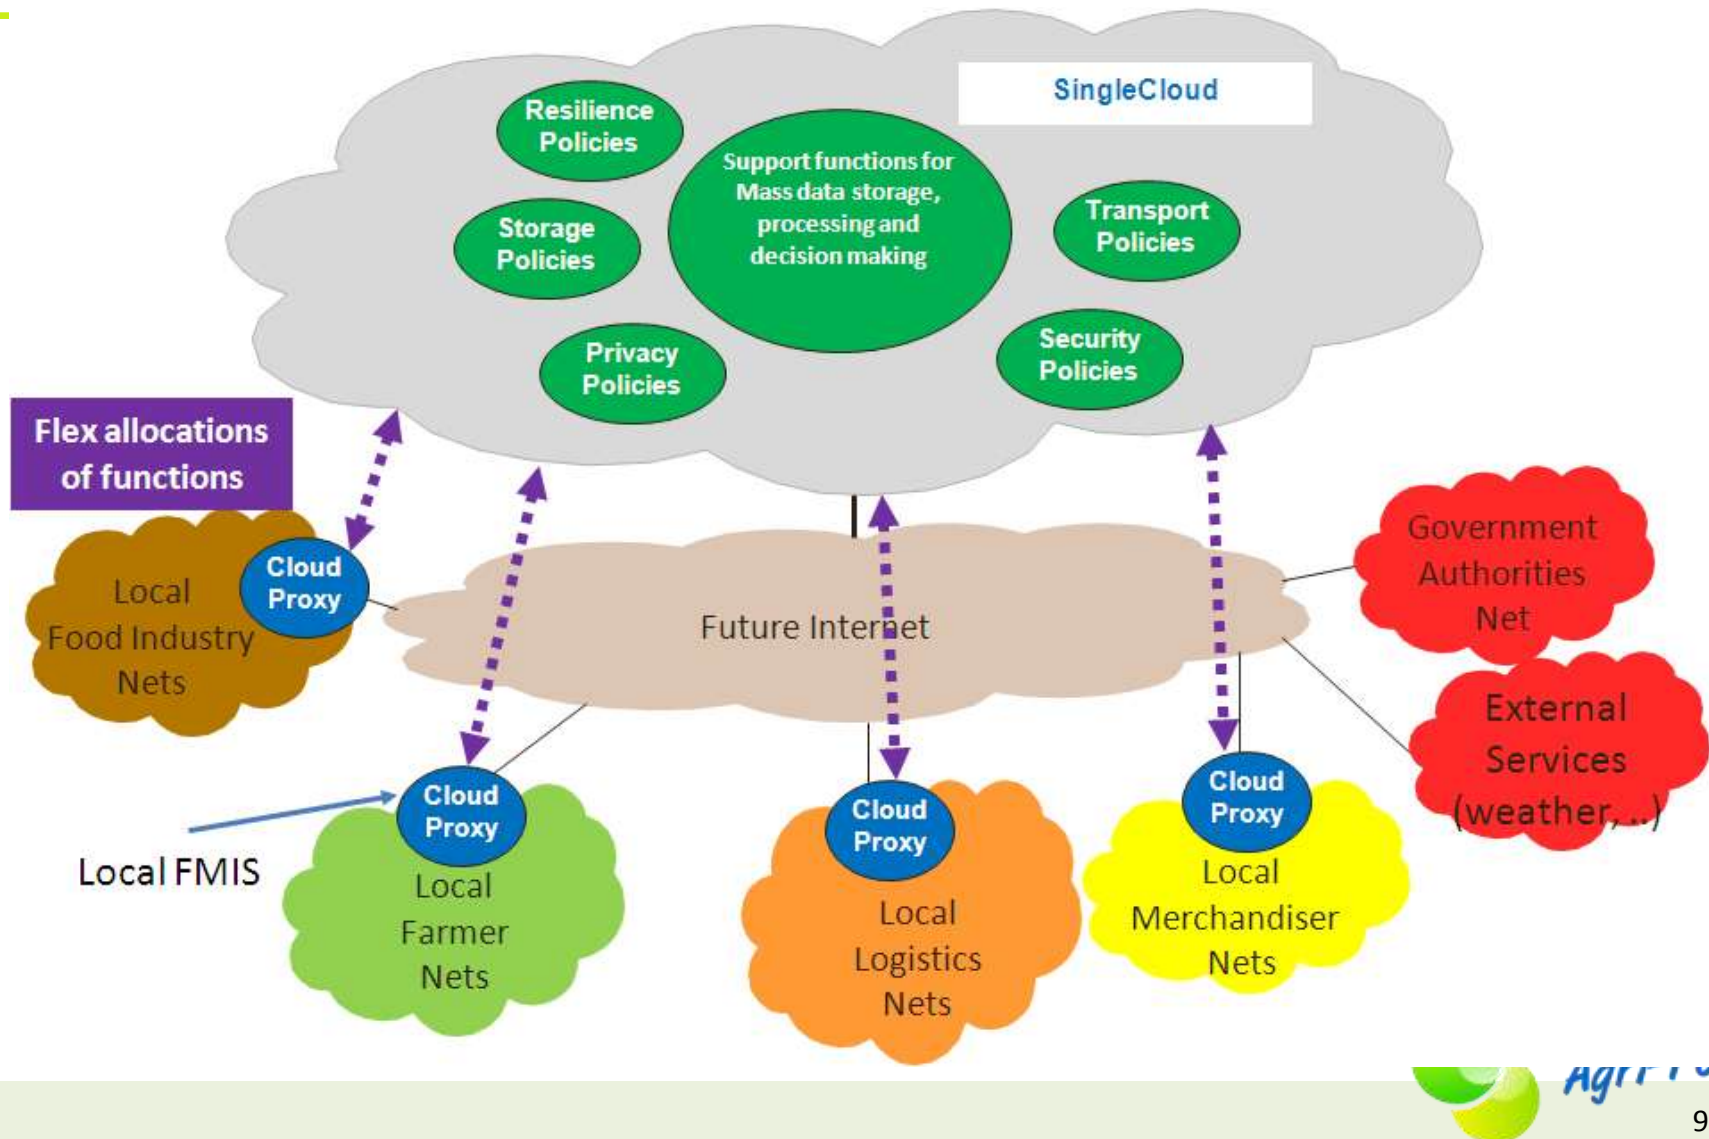 SingleCloud
Resilience
Policies
Support functions for
Mass data storage,
processing and
decision making
Storage
Policies
Transport
Policies
Privacy
Policies
Security
Policies
Flex allocations
of functions
Cloud
Proxy
Local
Food Industry
Nets
Future Internet
Government
Authorities
Net
External
Services
(weather, ..)
Local FMIS
Cloud
Proxy
Local
Farmer
Nets
Cloud
Proxy
Local
Logistics
Nets
Cloud
Proxy
Local
Merchandiser
Nets
9